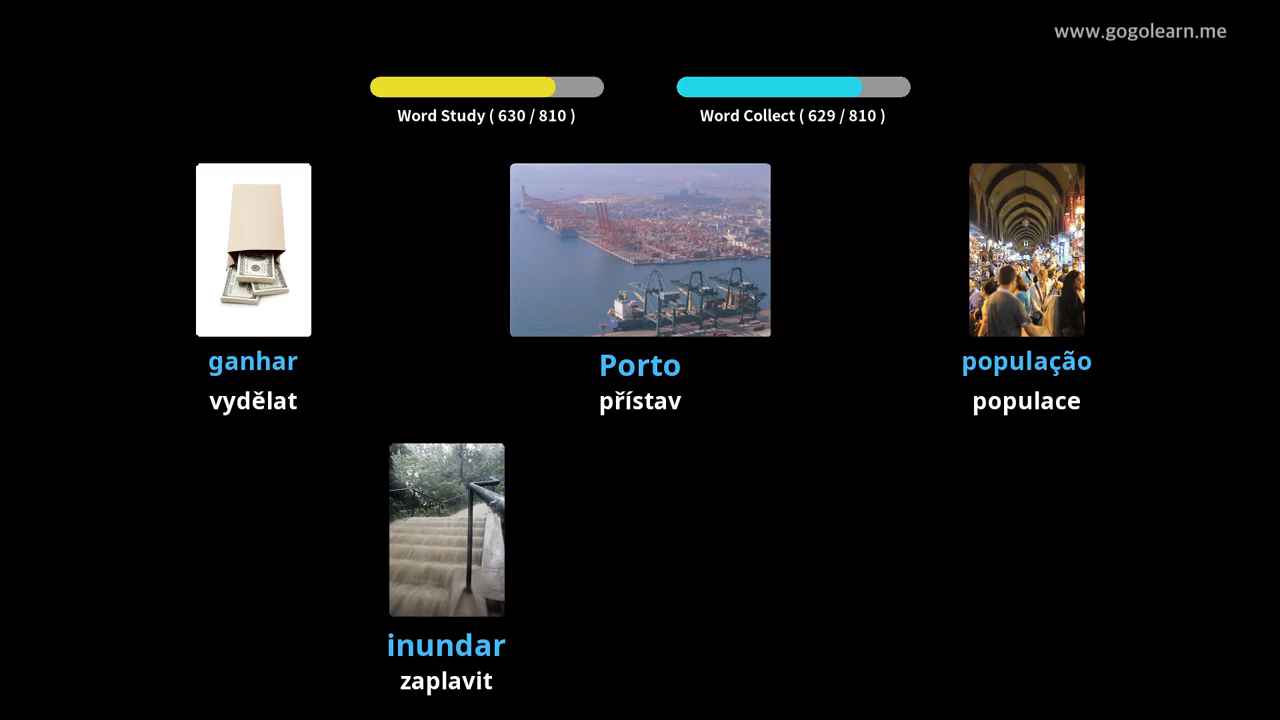 www.gogolearn.me
Word Study ( 630 / 810 )
Word Collect ( 629 / 810 )
ganhar
vydělat
Porto
přístav
população
populace
inundar
zaplavit